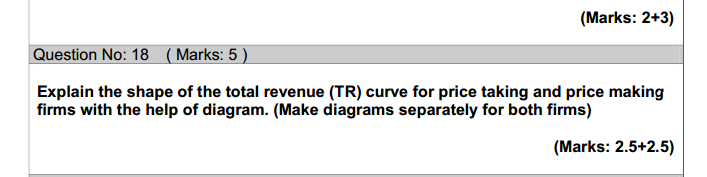 (Marks: 2+3)
Question No: 18 ( Marks: 5 )
Explain the shape of the total revenue (TR) curve for price taking and price making
firms with the help of diagram. (Make diagrams separately for both firms)
(Marks: 2.5+2.5)